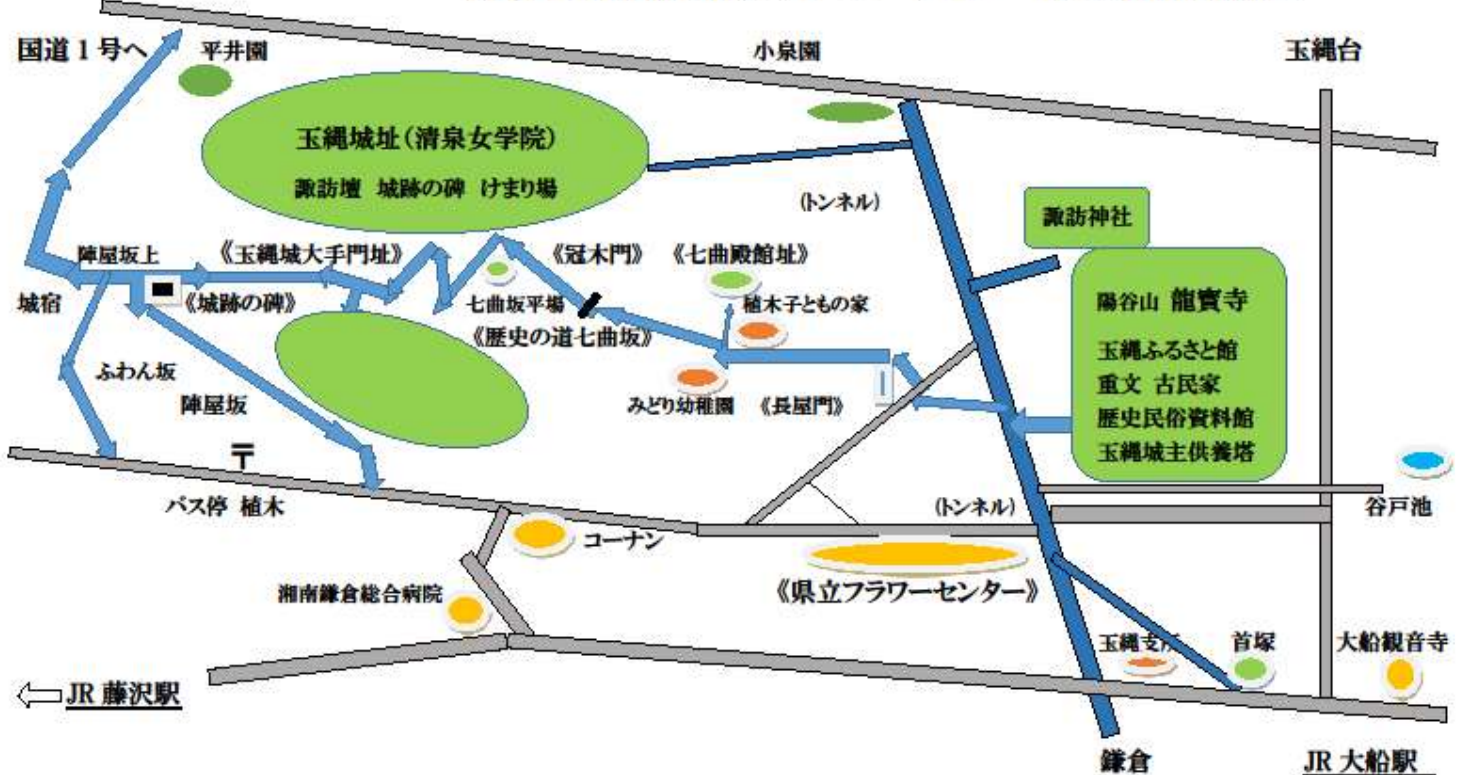 国道1号へ
平井園
小泉園
玉縄台
玉縄城址(清泉女学院)
諏訪壇 城跡の碑 けまり場
(トンネル)
諏訪神社
陣屋坂上
《玉縄城大手門址》
《冠木門》
《七曲殿館址》
城宿
《城跡の碑》
七曲坂平場
植木子どもの家
《歴史の道七曲坂》
陽谷山 龍寳寺
玉縄ふるさと館
重文 古民家
歴史民俗資料館
玉縄城主供養塔
ふわん坂
陣屋坂
みどり幼稚園
《長屋門》
〒
バス停 植木
(トンネル)
谷戸池
コーナン
湘南鎌倉総合病院
《県立フラワーセンター》
玉縄支所
首塚
大船観音寺
JR 藤沢駅
鎌倉
JR 大船駅